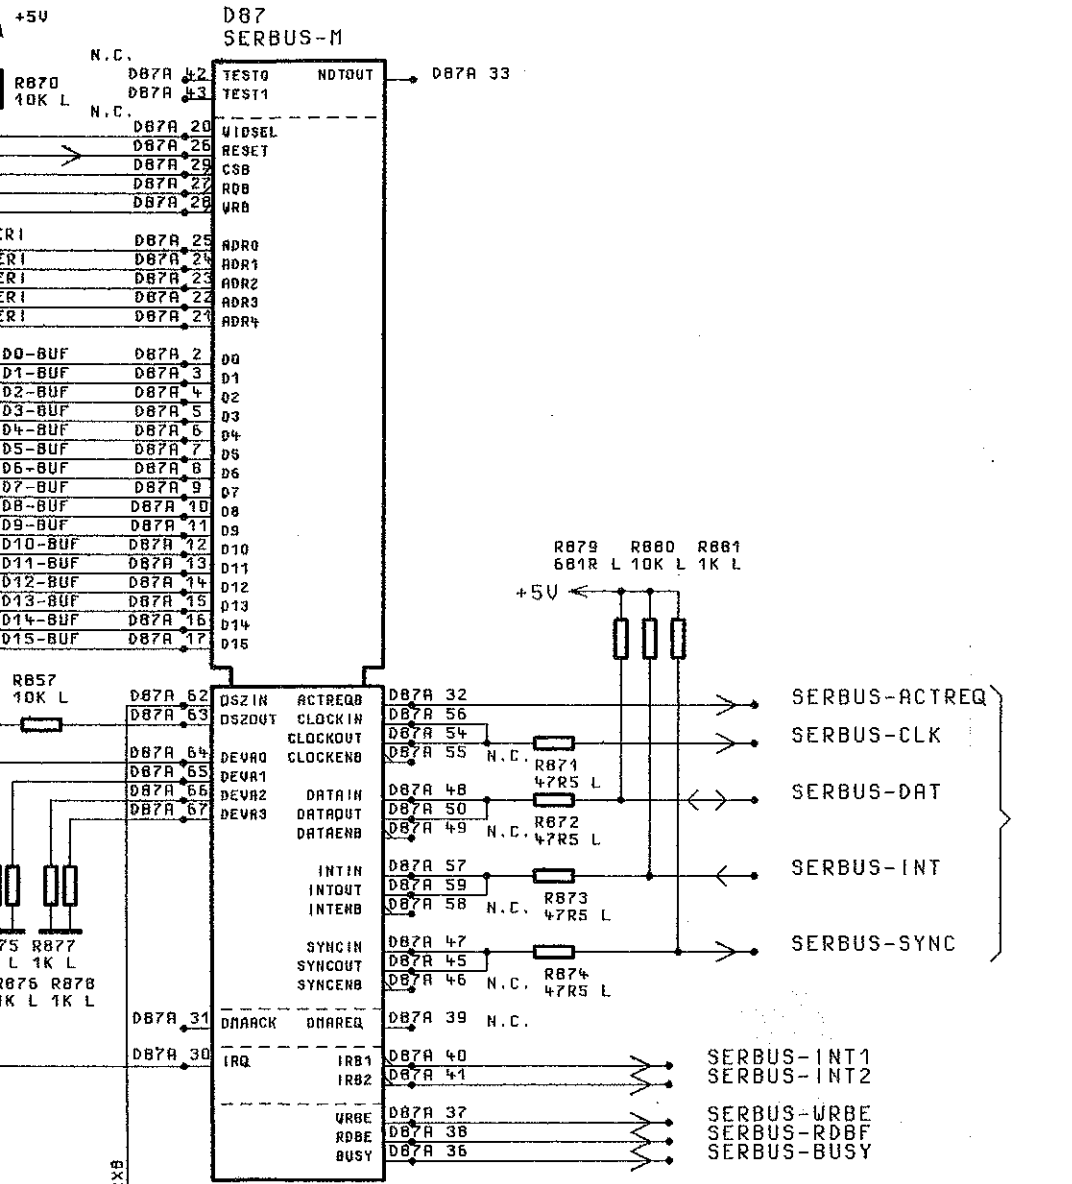 +5V
D87
SERBUS-M
N.C.
R870
10K L
D87A 42 TEST0 NDTOUT D87A 33
D87A 43 TEST1
N.C.
D87A 20 WIDSEL
D87A 26 RESET
D87A 29 CSB
D87A 27 RDB
D87A 28 WRB
D87A 25 ADR0
D87A 24 ADR1
D87A 23 ADR2
D87A 22 ADR3
D87A 21 ADR4
D0-BUF D87A 2 D0
D1-BUF D87A 3 D1
D2-BUF D87A 4 D2
D3-BUF D87A 5 D3
D4-BUF D87A 6 D4
D5-BUF D87A 7 D5
D6-BUF D87A 8 D6
D7-BUF D87A 9 D7
D8-BUF D87A 10 D8
D9-BUF D87A 11 D9
D10-BUF D87A 12 D10
D11-BUF D87A 13 D11
D12-BUF D87A 14 D12
D13-BUF D87A 15 D13
D14-BUF D87A 16 D14
D15-BUF D87A 17 D15
R879 R880 R881
681R L 10K L 1K L
+5V
R857
10K L
D87A 62 DSZIN ACTREQB D87A 32 SERBUS-ACTREQ
D87A 63 DSZOUT CLOCKIN D87A 56
CLOCKOUT D87A 54 SERBUS-CLK
D87A 64 DEVA0 CLOCKENB D87A 55 N.C.
R871
47R5 L
D87A 65 DEVA1
D87A 66 DEVA2 DATAIN D87A 48 SERBUS-DAT
D87A 67 DEVA3 DATAOUT D87A 50
DATAENB D87A 49 N.C.
R872
47R5 L
INTIN D87A 57 SERBUS-INT
INTOUT D87A 59
INTENB D87A 58 N.C.
R873
47R5 L
R877
1K L
SYNCIN D87A 47 SERBUS-SYNC
SYNCOUT D87A 45
SYNCENB D87A 46 N.C.
R874
47R5 L
R876 R878
1K L 1K L
D87A 31 DMAACK DMAREQ D87A 39 N.C.
D87A 30 IRQ IRB1 D87A 40 SERBUS-INT1
IRB2 D87A 41 SERBUS-INT2
WRBE D87A 37 SERBUS-WRBE
RDBE D87A 38 SERBUS-RDBF
BUSY D87A 36 SERBUS-BUSY